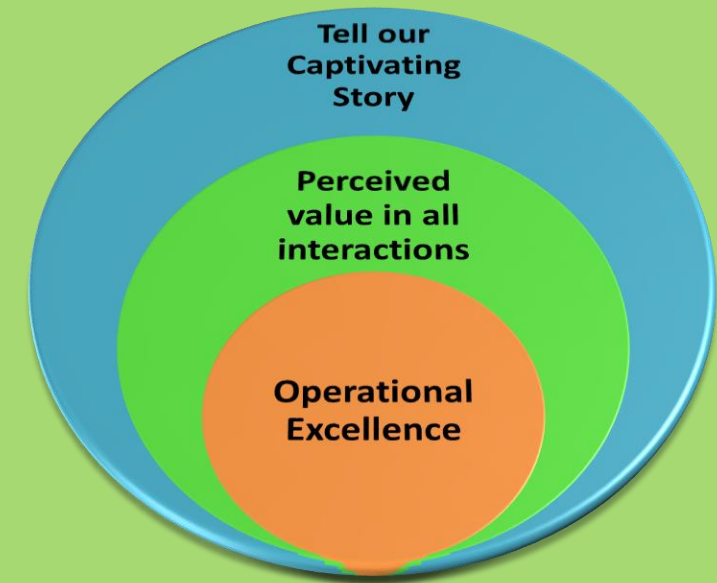 Tell our
Captivating
Story
Perceived
value in all
interactions
Operational
Excellence